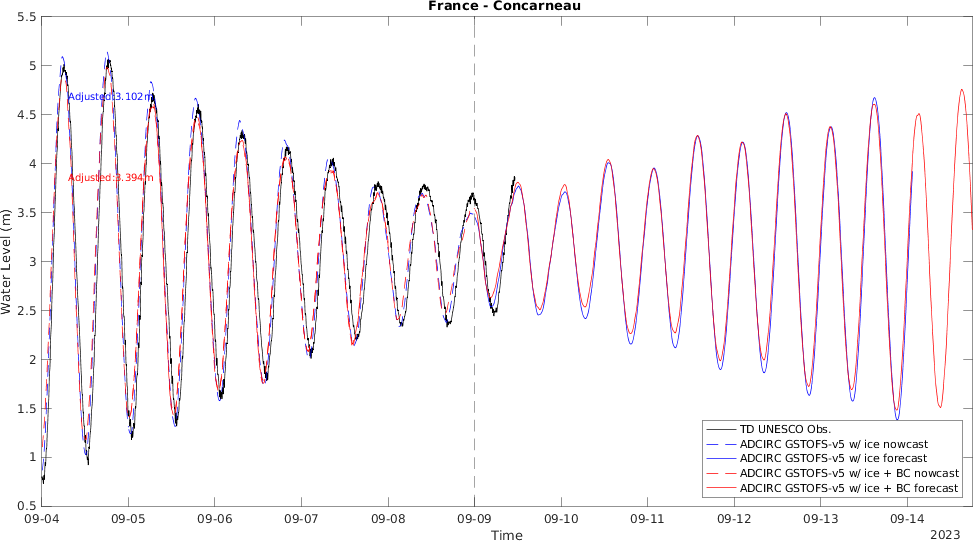 France - Concarneau
5.5
5
4.5
4
3.5
3
2.5
2
1.5
1
0.5
Water Level (m)
Adjusted:3.102m
Adjusted:3.394m
TD UNESCO Obs.
ADCIRC GSTOFS-v5 w/ ice nowcast
ADCIRC GSTOFS-v5 w/ ice forecast
ADCIRC GSTOFS-v5 w/ ice + BC nowcast
ADCIRC GSTOFS-v5 w/ ice + BC forecast
09-04 09-05 09-06 09-07 09-08 09-09 09-10 09-11 09-12 09-13 09-14
Time
2023